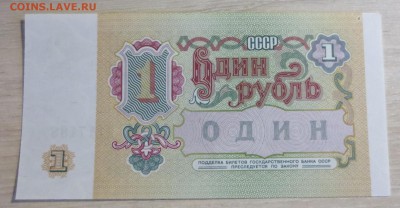 COINS.LAVE.RU
СССР
1
1
Один
рубль
ОДИН
1
ПОДДЕЛКА БИЛЕТОВ ГОСУДАРСТВЕННОГО БАНКА СССР
ПРЕСЛЕДУЕТСЯ ПО ЗАКОНУ